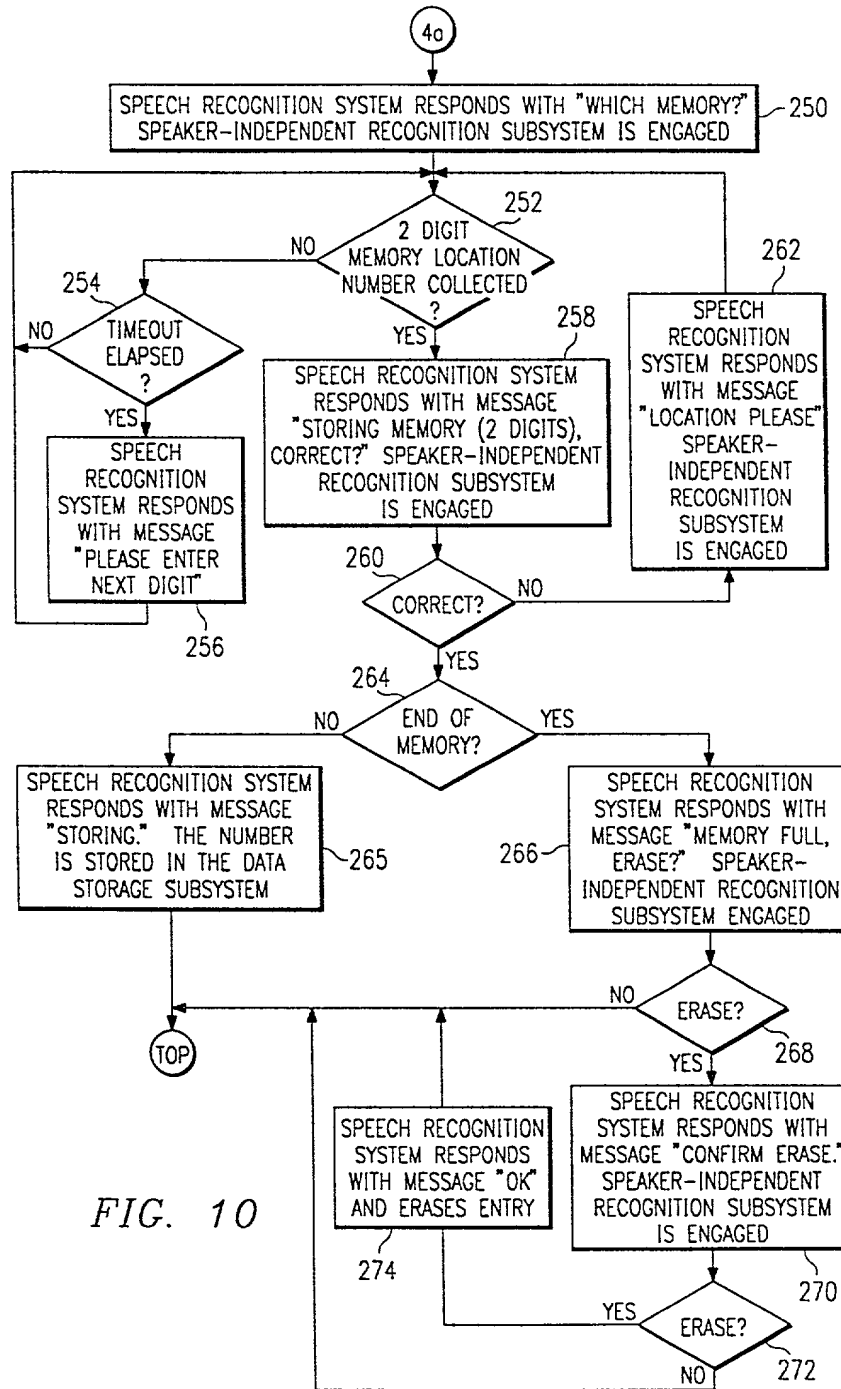 4a
SPEECH RECOGNITION SYSTEM RESPONDS WITH "WHICH MEMORY?"
SPEAKER-INDEPENDENT RECOGNITION SUBSYSTEM IS ENGAGED
250
252
2 DIGIT
MEMORY LOCATION
NUMBER COLLECTED
?
NO
YES
254
TIMEOUT
ELAPSED
?
NO
YES
SPEECH
RECOGNITION
SYSTEM RESPONDS
WITH MESSAGE
"PLEASE ENTER
NEXT DIGIT"
256
258
SPEECH RECOGNITION SYSTEM
RESPONDS WITH MESSAGE
"STORING MEMORY (2 DIGITS),
CORRECT?" SPEAKER-INDEPENDENT
RECOGNITION SUBSYSTEM
IS ENGAGED
262
SPEECH
RECOGNITION
SYSTEM RESPONDS
WITH MESSAGE
"LOCATION PLEASE"
SPEAKER-
INDEPENDENT
RECOGNITION
SUBSYSTEM
IS ENGAGED
260
CORRECT?
NO
YES
264
END OF
MEMORY?
NO
YES
SPEECH RECOGNITION SYSTEM
RESPONDS WITH MESSAGE
"STORING." THE NUMBER
IS STORED IN THE DATA
STORAGE SUBSYSTEM
265
266
SPEECH RECOGNITION
SYSTEM RESPONDS WITH
MESSAGE "MEMORY FULL,
ERASE?" SPEAKER-
INDEPENDENT RECOGNITION
SUBSYSTEM ENGAGED
NO
ERASE?
268
YES
TOP
SPEECH RECOGNITION
SYSTEM RESPONDS
WITH MESSAGE "OK"
AND ERASES ENTRY
274
SPEECH RECOGNITION
SYSTEM RESPONDS WITH
MESSAGE "CONFIRM ERASE."
SPEAKER-INDEPENDENT
RECOGNITION SUBSYSTEM
IS ENGAGED
270
FIG. 10
YES
ERASE?
272
NO